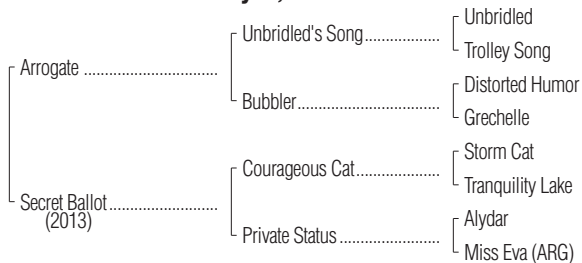 Unbridled
Unbridled's Song..................
Trolley Song
Arrogate ................................
Distorted Humor
Bubbler..................................
Grechelle
Storm Cat
Courageous Cat....................
Tranquility Lake
Secret Ballot..........................
(2013)
Alydar
Private Status ........................
Miss Eva (ARG)